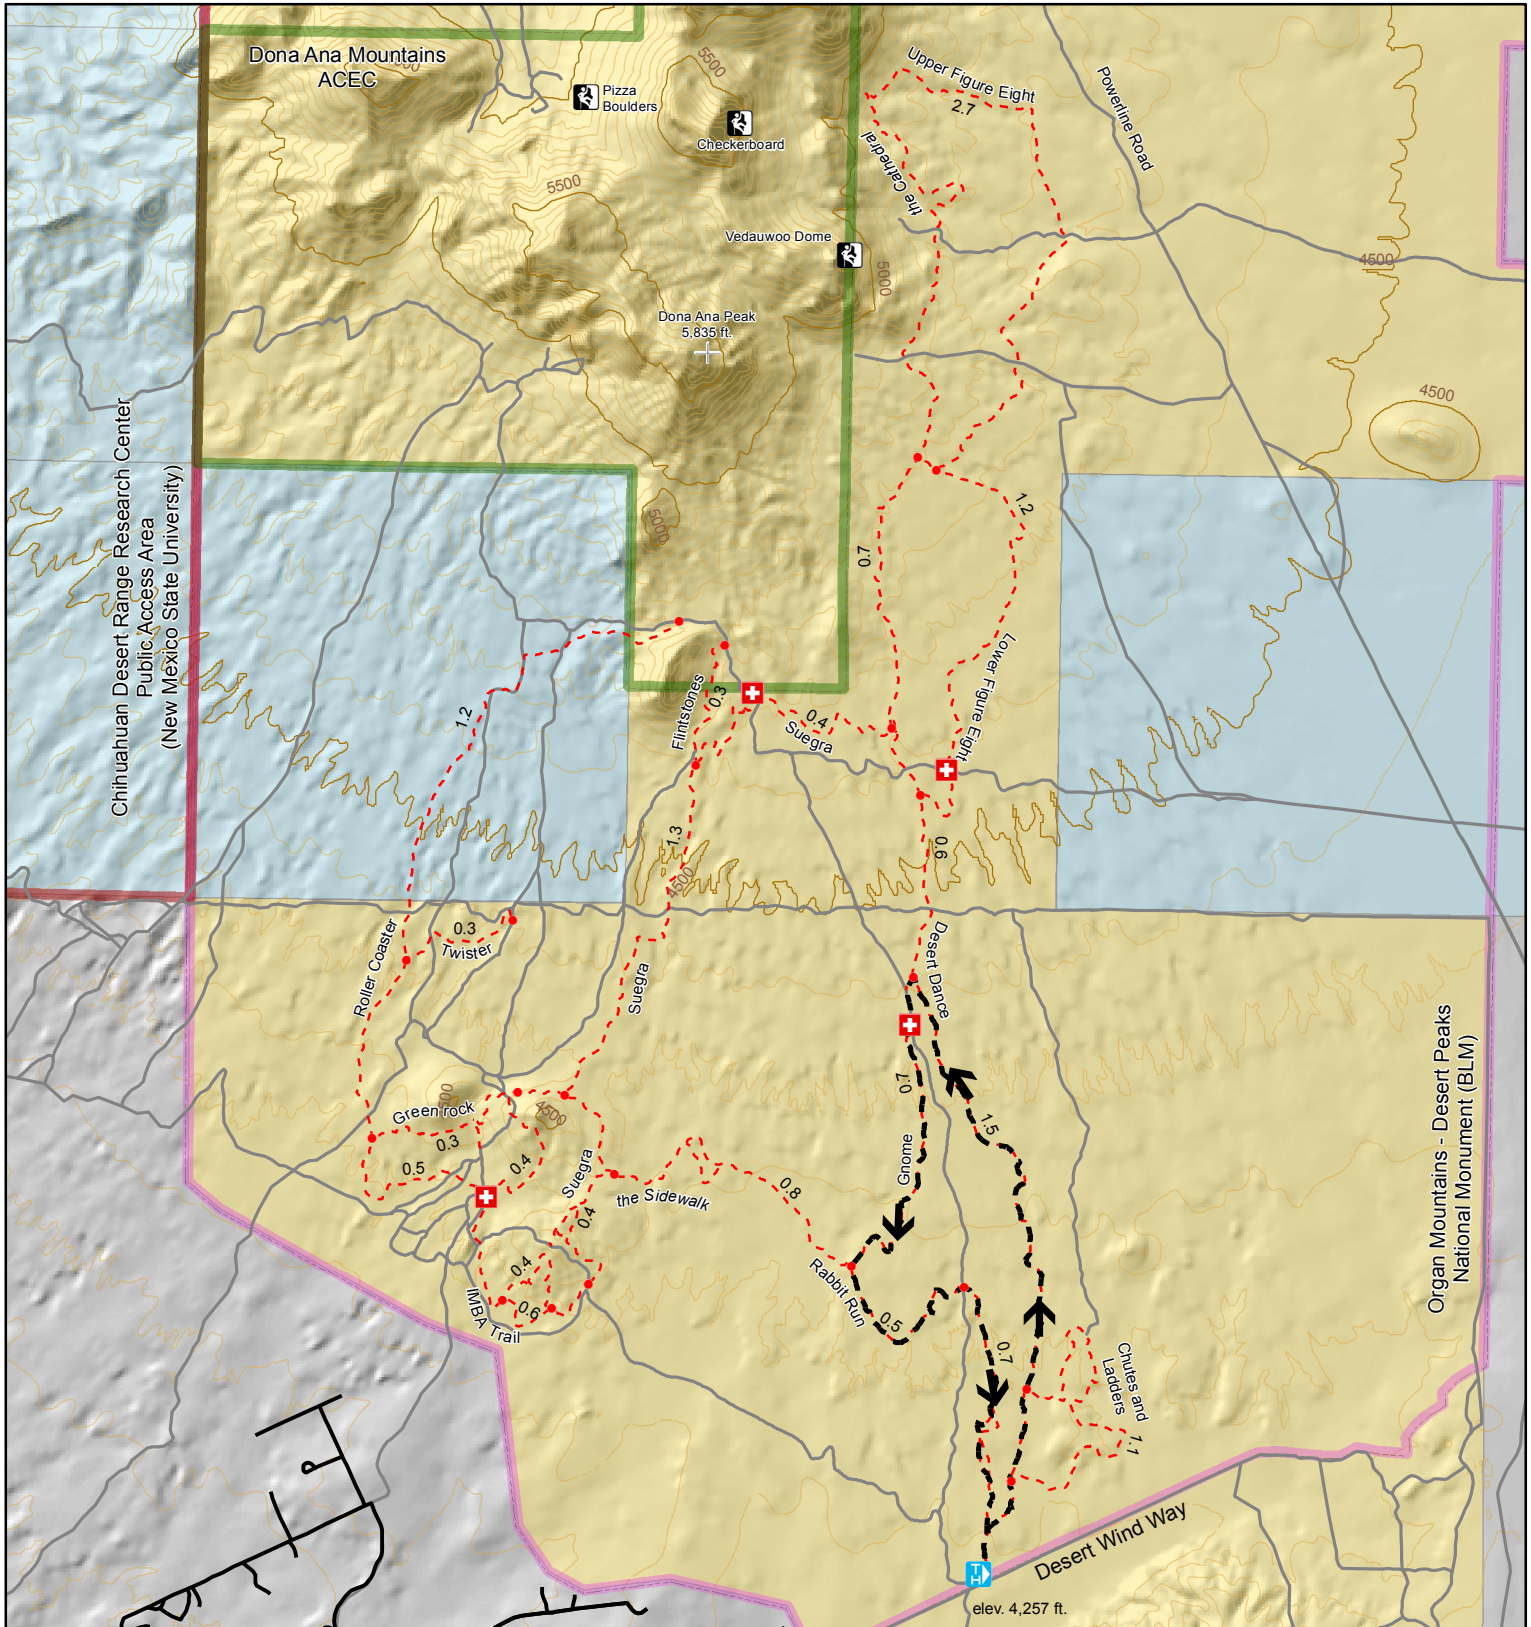 Dona Ana Mountains
ACEC
5500
Pizza
Boulders
5500
Checkerboard
Upper Figure Eight
2.7
Powerline Road
the Cathedral
5500
Vedauwoo Dome
5000
4500
Dona Ana Peak
5,835 ft.
4500
Chihuahuan Desert Range Research Center
Public Access Area
(New Mexico State University)
5000
0.7
1.2
Lower Figure Eight
1.2
Flintstones
0.3
0.4
Suegra
1.3
4500
0.6
Roller Coaster
0.3
Twister
Suegra
Desert Dance
Organ Mountains - Desert Peaks
National Monument (BLM)
Green rock
0.3
0.5
4500
0.4
Suegra
the Sidewalk
0.8
0.7
Gnome
1.5
0.4
0.4
0.6
IMBA Trail
Rabbit Run
0.5
0.7
Chutes and
Ladders
1.1
Desert Wind Way
TH
elev. 4,257 ft.